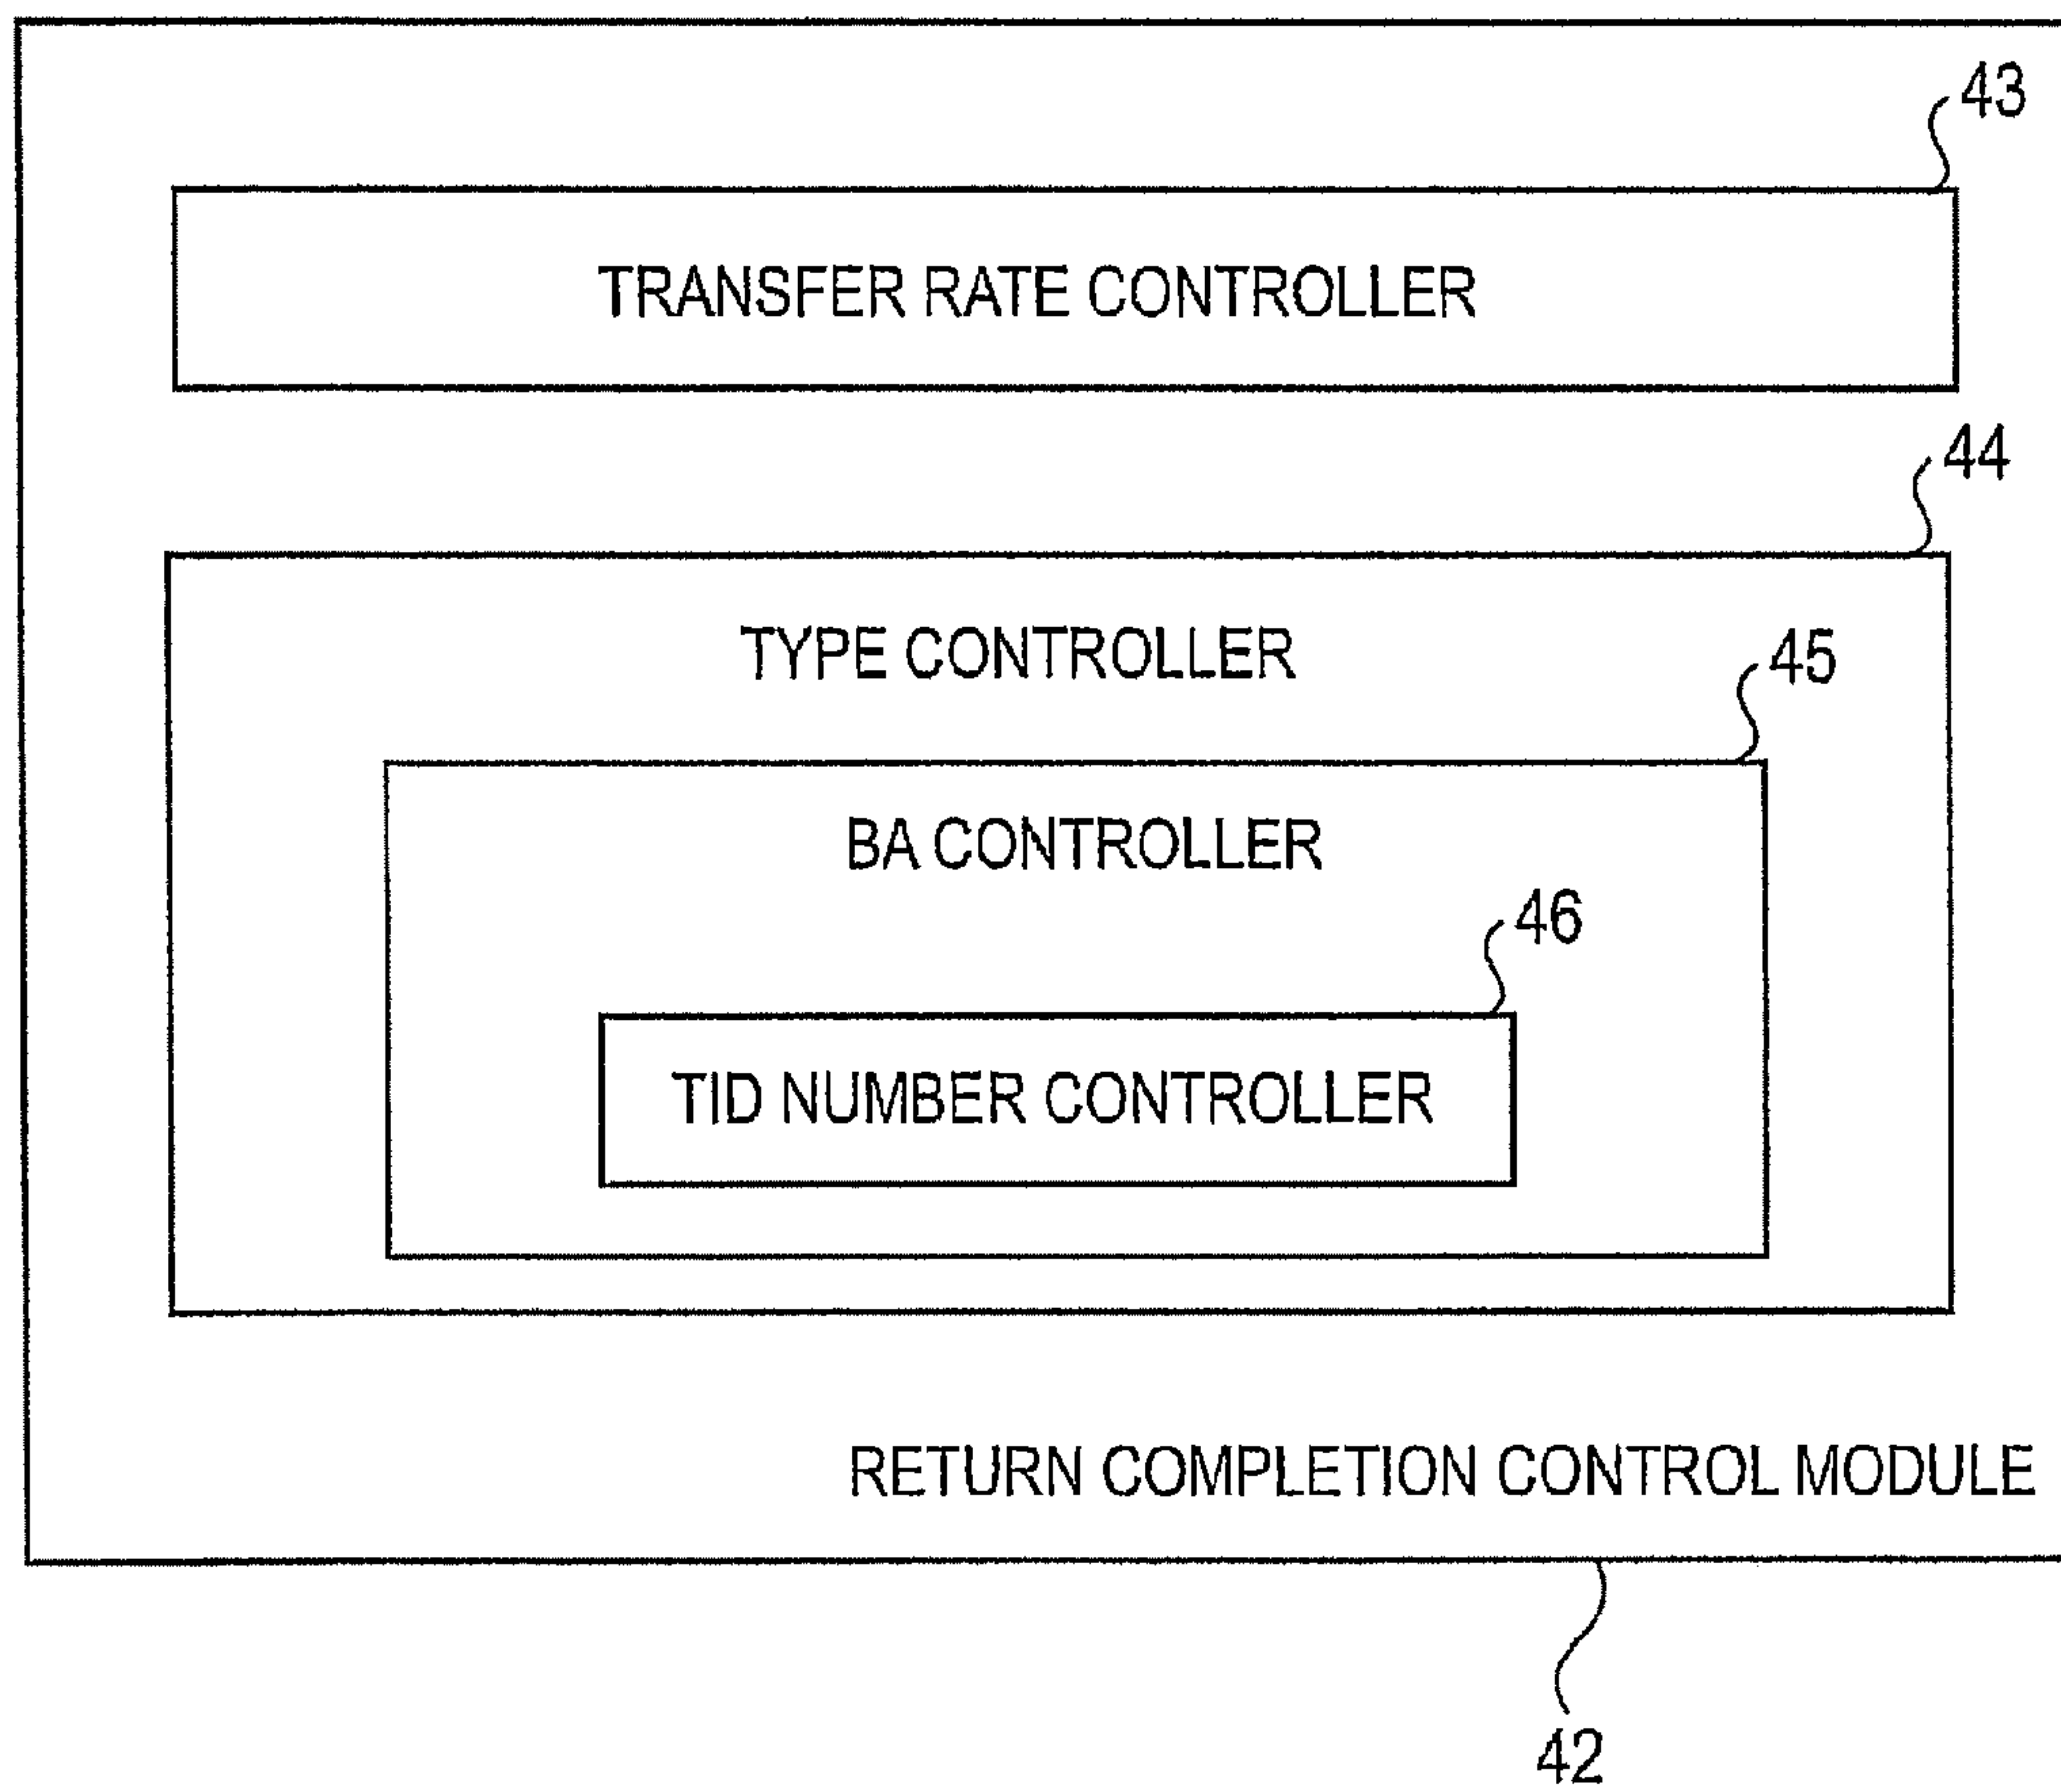 43
TRANSFER RATE CONTROLLER
44
TYPE CONTROLLER
45
BA CONTROLLER
46
TID NUMBER CONTROLLER
RETURN COMPLETION CONTROL MODULE
42